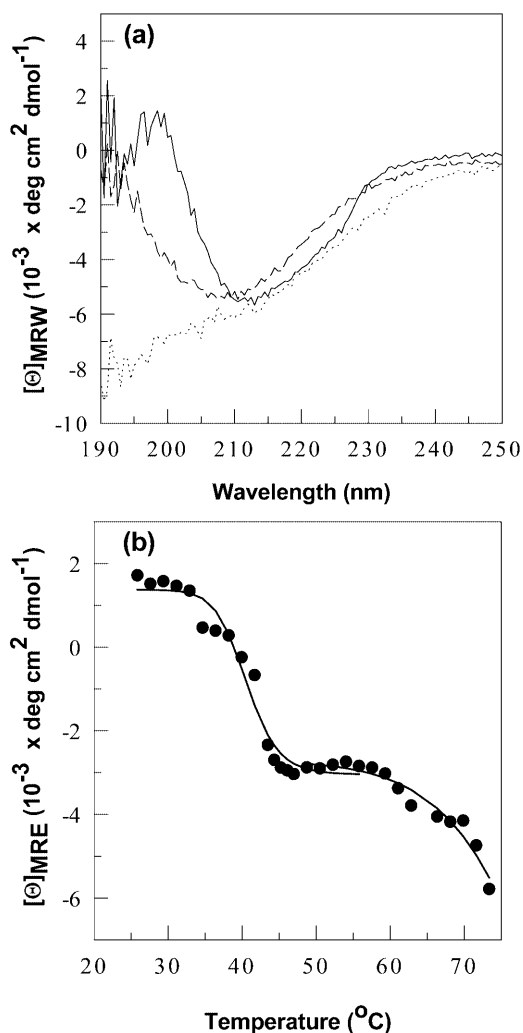 (a)
4
2
0
-2
-4
-6
-8
-10
[Θ]MRW (10⁻³ x deg cm² dmol⁻¹)
190 200 210 220 230 240 250
Wavelength (nm)
(b)
2
0
-2
-4
-6
[Θ]MRE (10⁻³ x deg cm² dmol⁻¹)
20 30 40 50 60 70
Temperature (ºC)